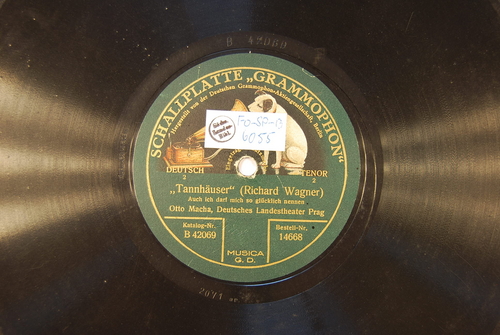 B 42069
SCHALLPLATTE „GRAMMOPHON"
Hergestellt von der Deutschen Grammophon-Aktiengesellschaft, Berlin
FO-SP-D
6055
DEUTSCH
2
TENOR
2
„Tannhäuser" (Richard Wagner)
Auch ich darf mich so glücklich nennen
Otto Macha, Deutsches Landestheater Prag
Katalog-Nr.
B 42069
Bestell-Nr.
14668
MUSICA
G. D.